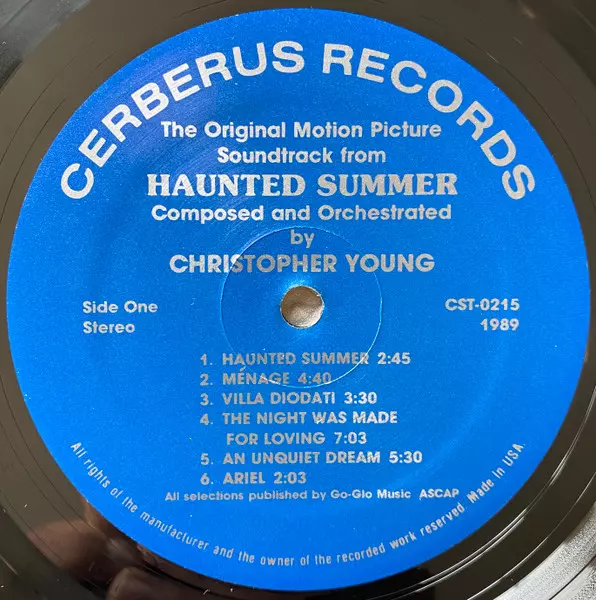 CERBERUS RECORDS
The Original Motion Picture
Soundtrack from
HAUNTED SUMMER
Composed and Orchestrated
by
CHRISTOPHER YOUNG
Side One
Stereo
CST-0215
1989
1. HAUNTED SUMMER 2:45
2. MÉNAGE 4:40
3. VILLA DIODATI 3:30
4. THE NIGHT WAS MADE
FOR LOVING 7:03
5. AN UNQUIET DREAM 5:30
6. ARIEL 2:03
All selections published by Go-Glo Music ASCAP
All rights of the manufacturer and the owner of the recorded work reserved. Made in USA.